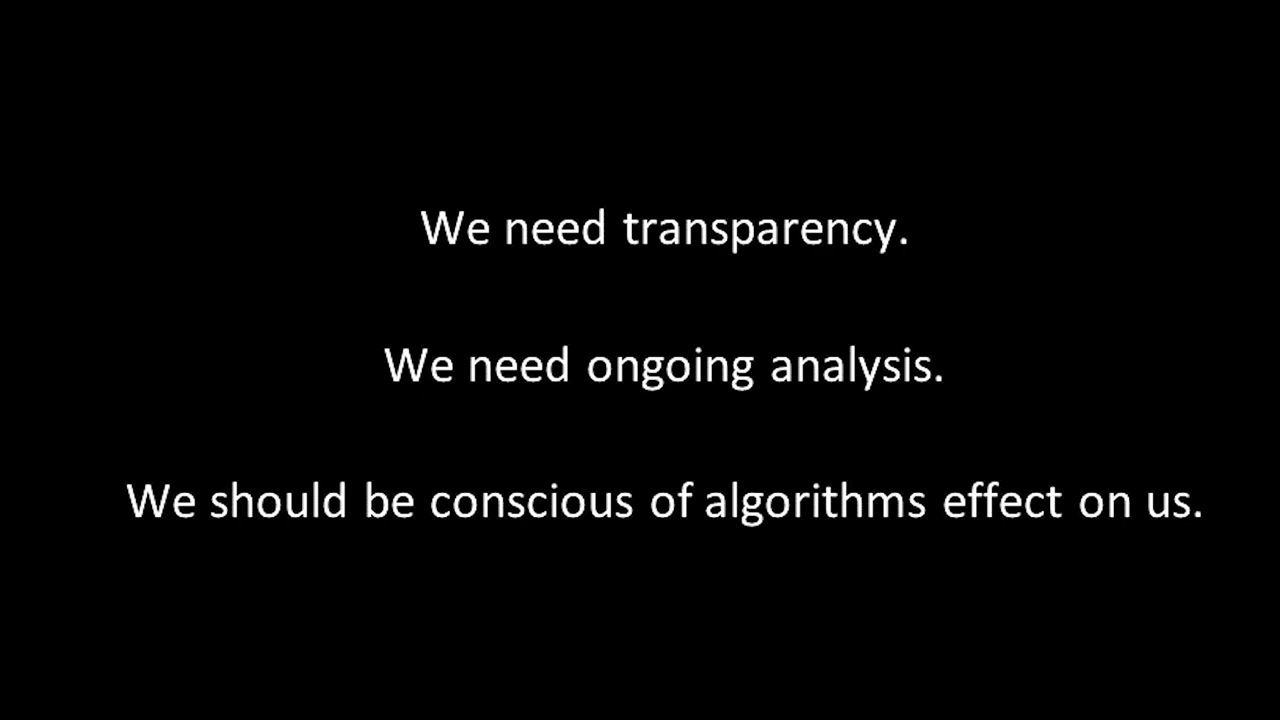 We need transparency.
We need ongoing analysis.
We should be conscious of algorithms effect on us.